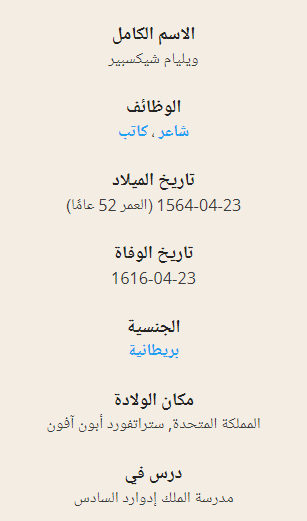 الاسم الكامل
ويليام شيكسبير
الوظائف
شاعر ، كاتب
تاريخ الميلاد
1564-04-23 (العمر 52 عامًا)
تاريخ الوفاة
1616-04-23
الجنسية
بريطانية
مكان الولادة
المملكة المتحدة, ستراتفورد أبون آفون
درس في
مدرسة الملك إدوارد السادس